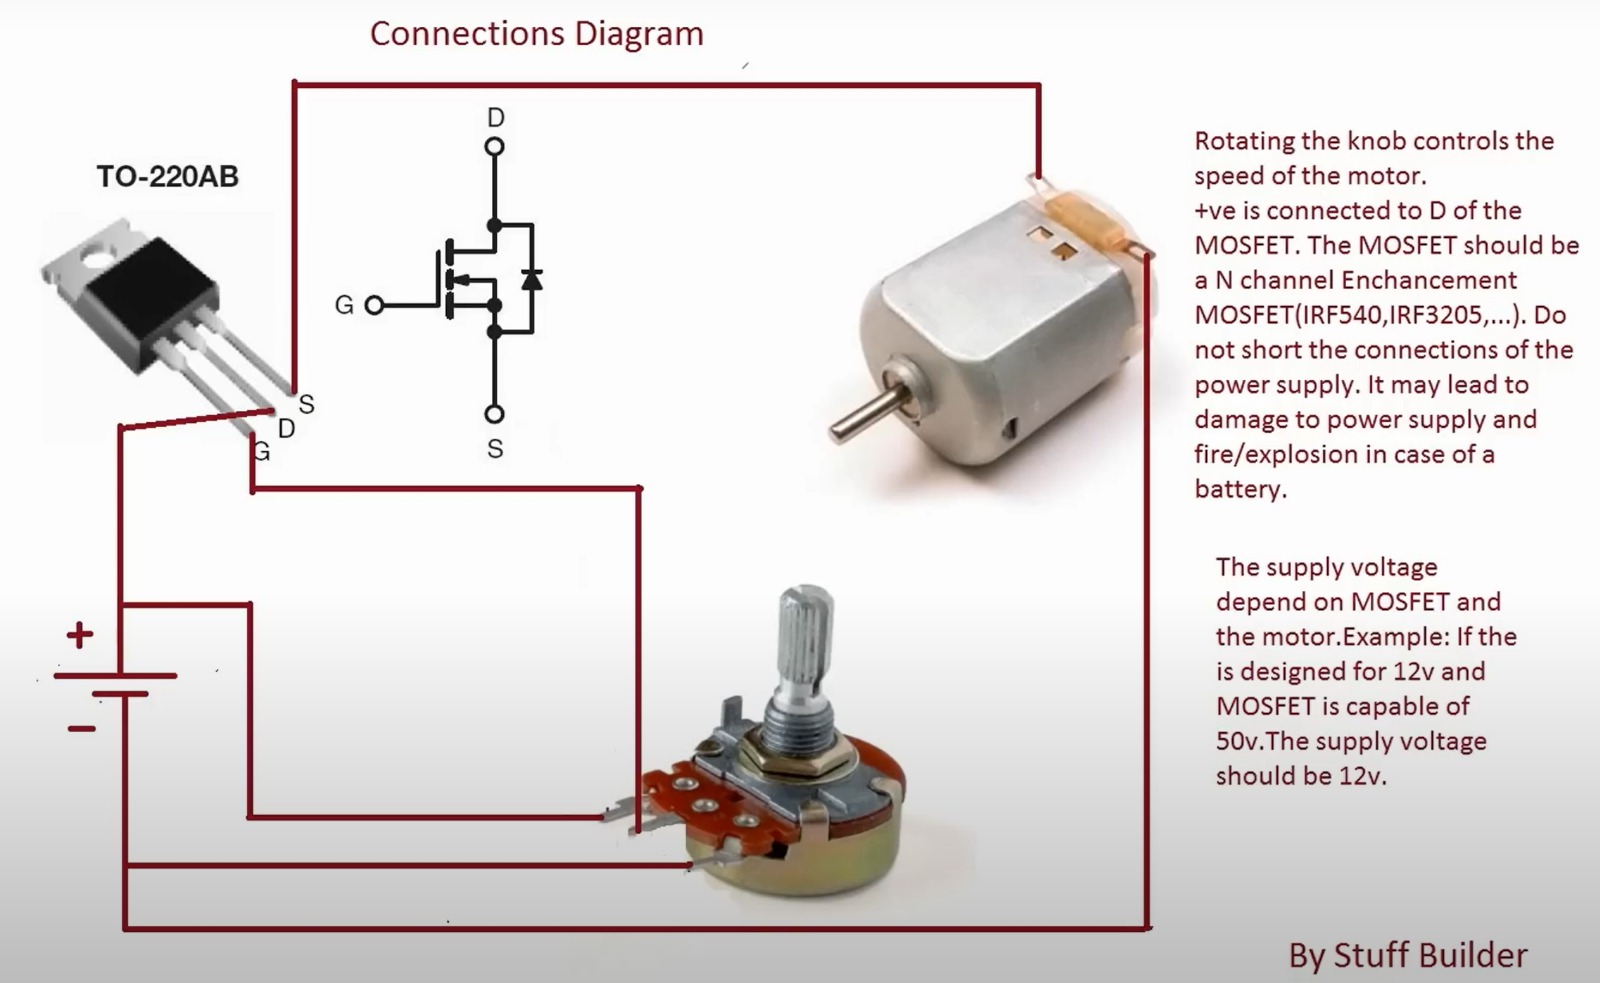 Connections Diagram
TO-220AB
D
G
S
S
D
G
+
−
Rotating the knob controls the
speed of the motor.
+ve is connected to D of the
MOSFET. The MOSFET should be
a N channel Enchancement
MOSFET(IRF540,IRF3205,...). Do
not short the connections of the
power supply. It may lead to
damage to power supply and
fire/explosion in case of a
battery.
The supply voltage
depend on MOSFET and
the motor.Example: If the
is designed for 12v and
MOSFET is capable of
50v.The supply voltage
should be 12v.
By Stuff Builder